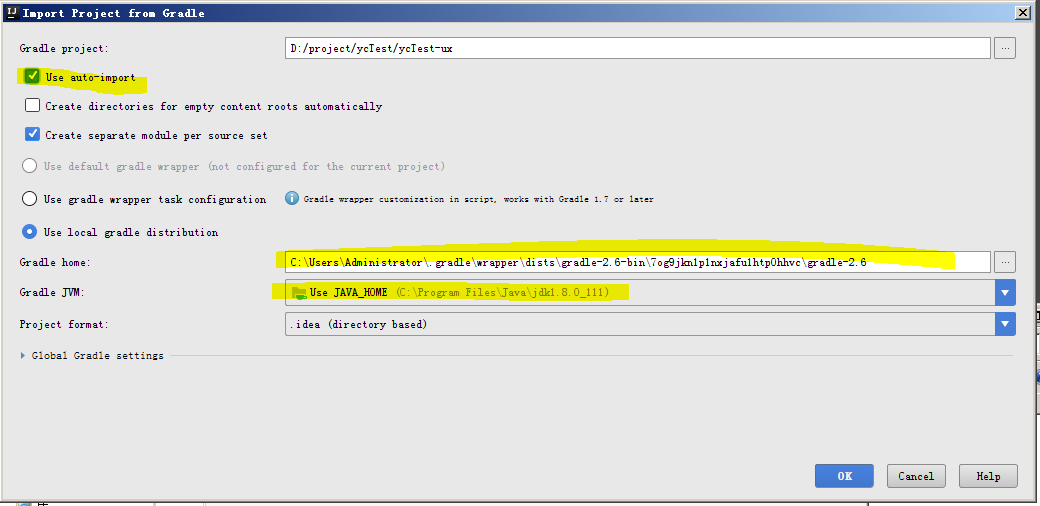 Import Project from Gradle
Gradle project: D:/project/ycTest/ycTest-ux
Use auto-import
Create directories for empty content roots automatically
Create separate module per source set
Use default gradle wrapper (not configured for the current project)
Use gradle wrapper task configuration Gradle wrapper customization in script, works with Gradle 1.7 or later
Use local gradle distribution
Gradle home: C:\Users\Administrator\.gradle\wrapper\dists\gradle-2.6-bin\7og9jkn1p1nxjafu1htp0hhvc\gradle-2.6
Gradle JVM: Use JAVA_HOME (C:\Program Files\Java\jdk1.8.0_111)
Project format: .idea (directory based)
Global Gradle settings
OK Cancel Help